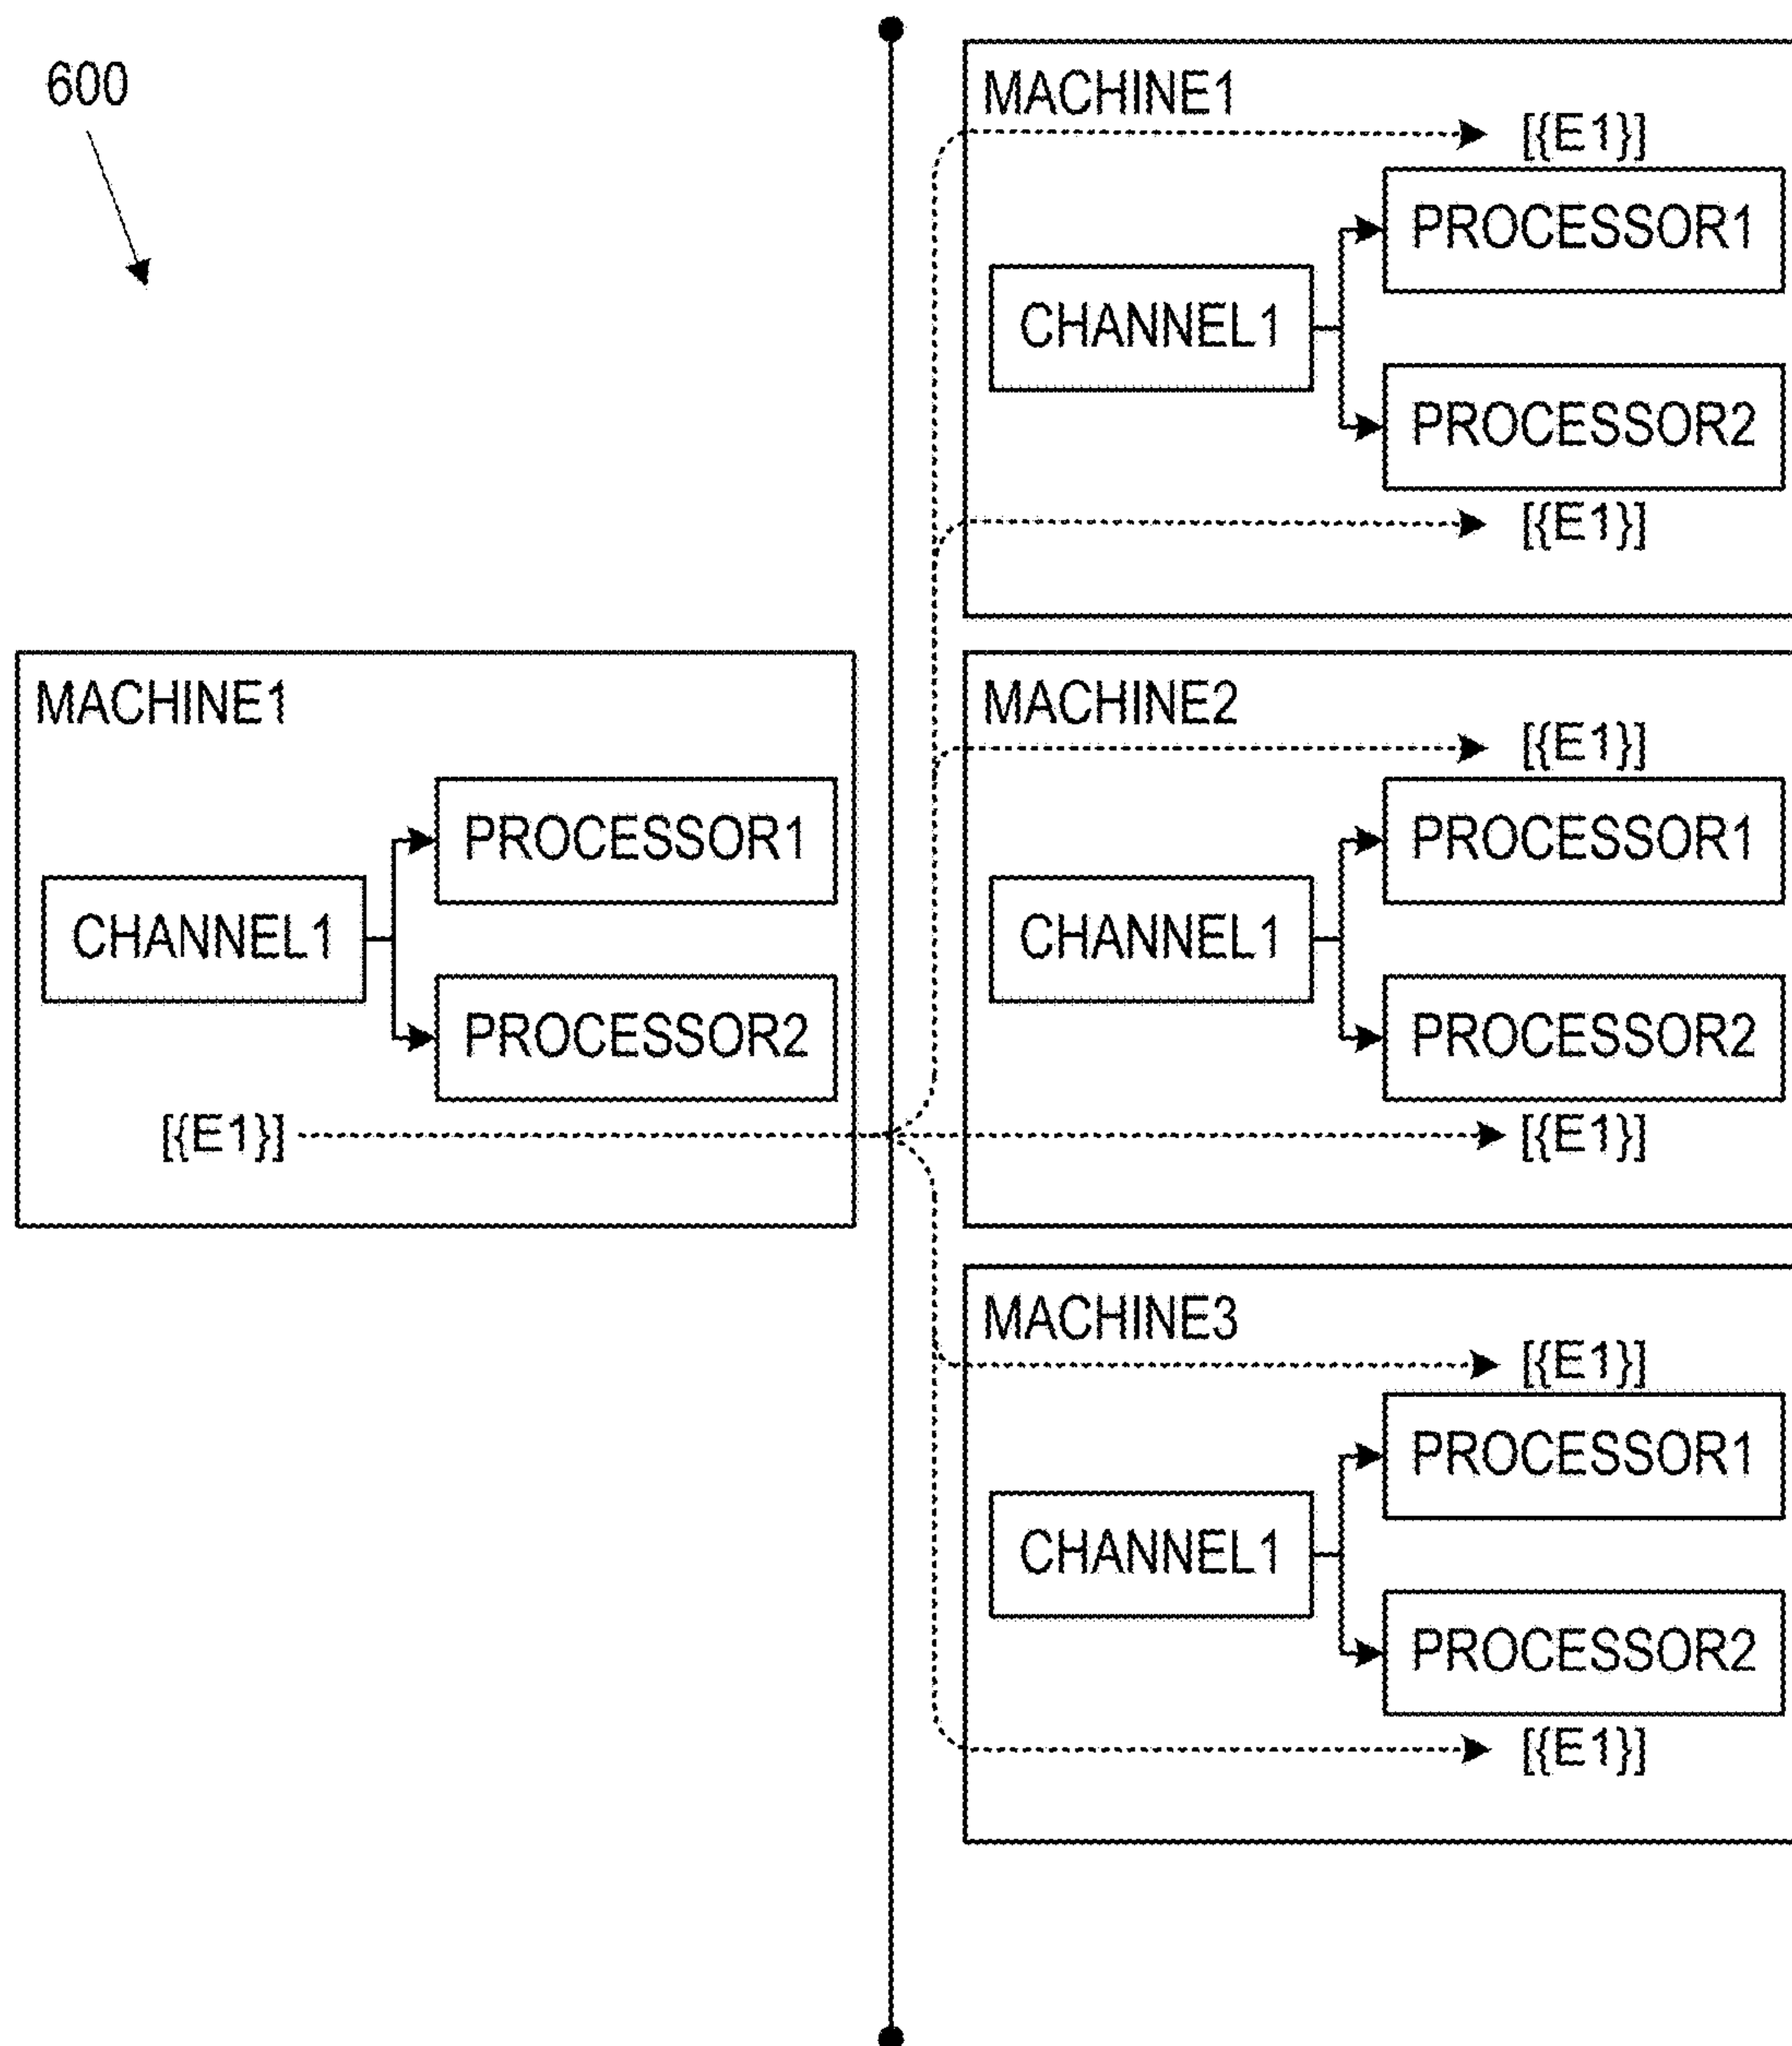 600
MACHINE1
CHANNEL1
PROCESSOR1
PROCESSOR2
[{E1}]
MACHINE1
[{E1}]
CHANNEL1
PROCESSOR1
PROCESSOR2
[{E1}]
MACHINE2
[{E1}]
CHANNEL1
PROCESSOR1
PROCESSOR2
[{E1}]
MACHINE3
[{E1}]
CHANNEL1
PROCESSOR1
PROCESSOR2
[{E1}]